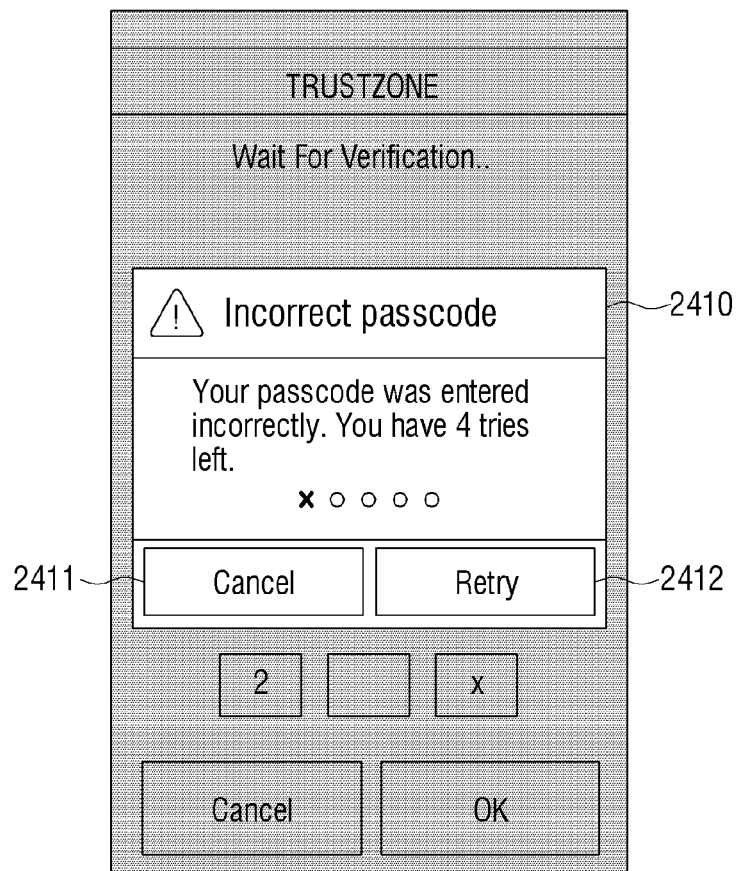 TRUSTZONE
Wait For Verification..
Incorrect passcode
2410
Your passcode was entered
incorrectly. You have 4 tries
left.
x o o o o
2411
Cancel
Retry
2412
2
x
Cancel
OK